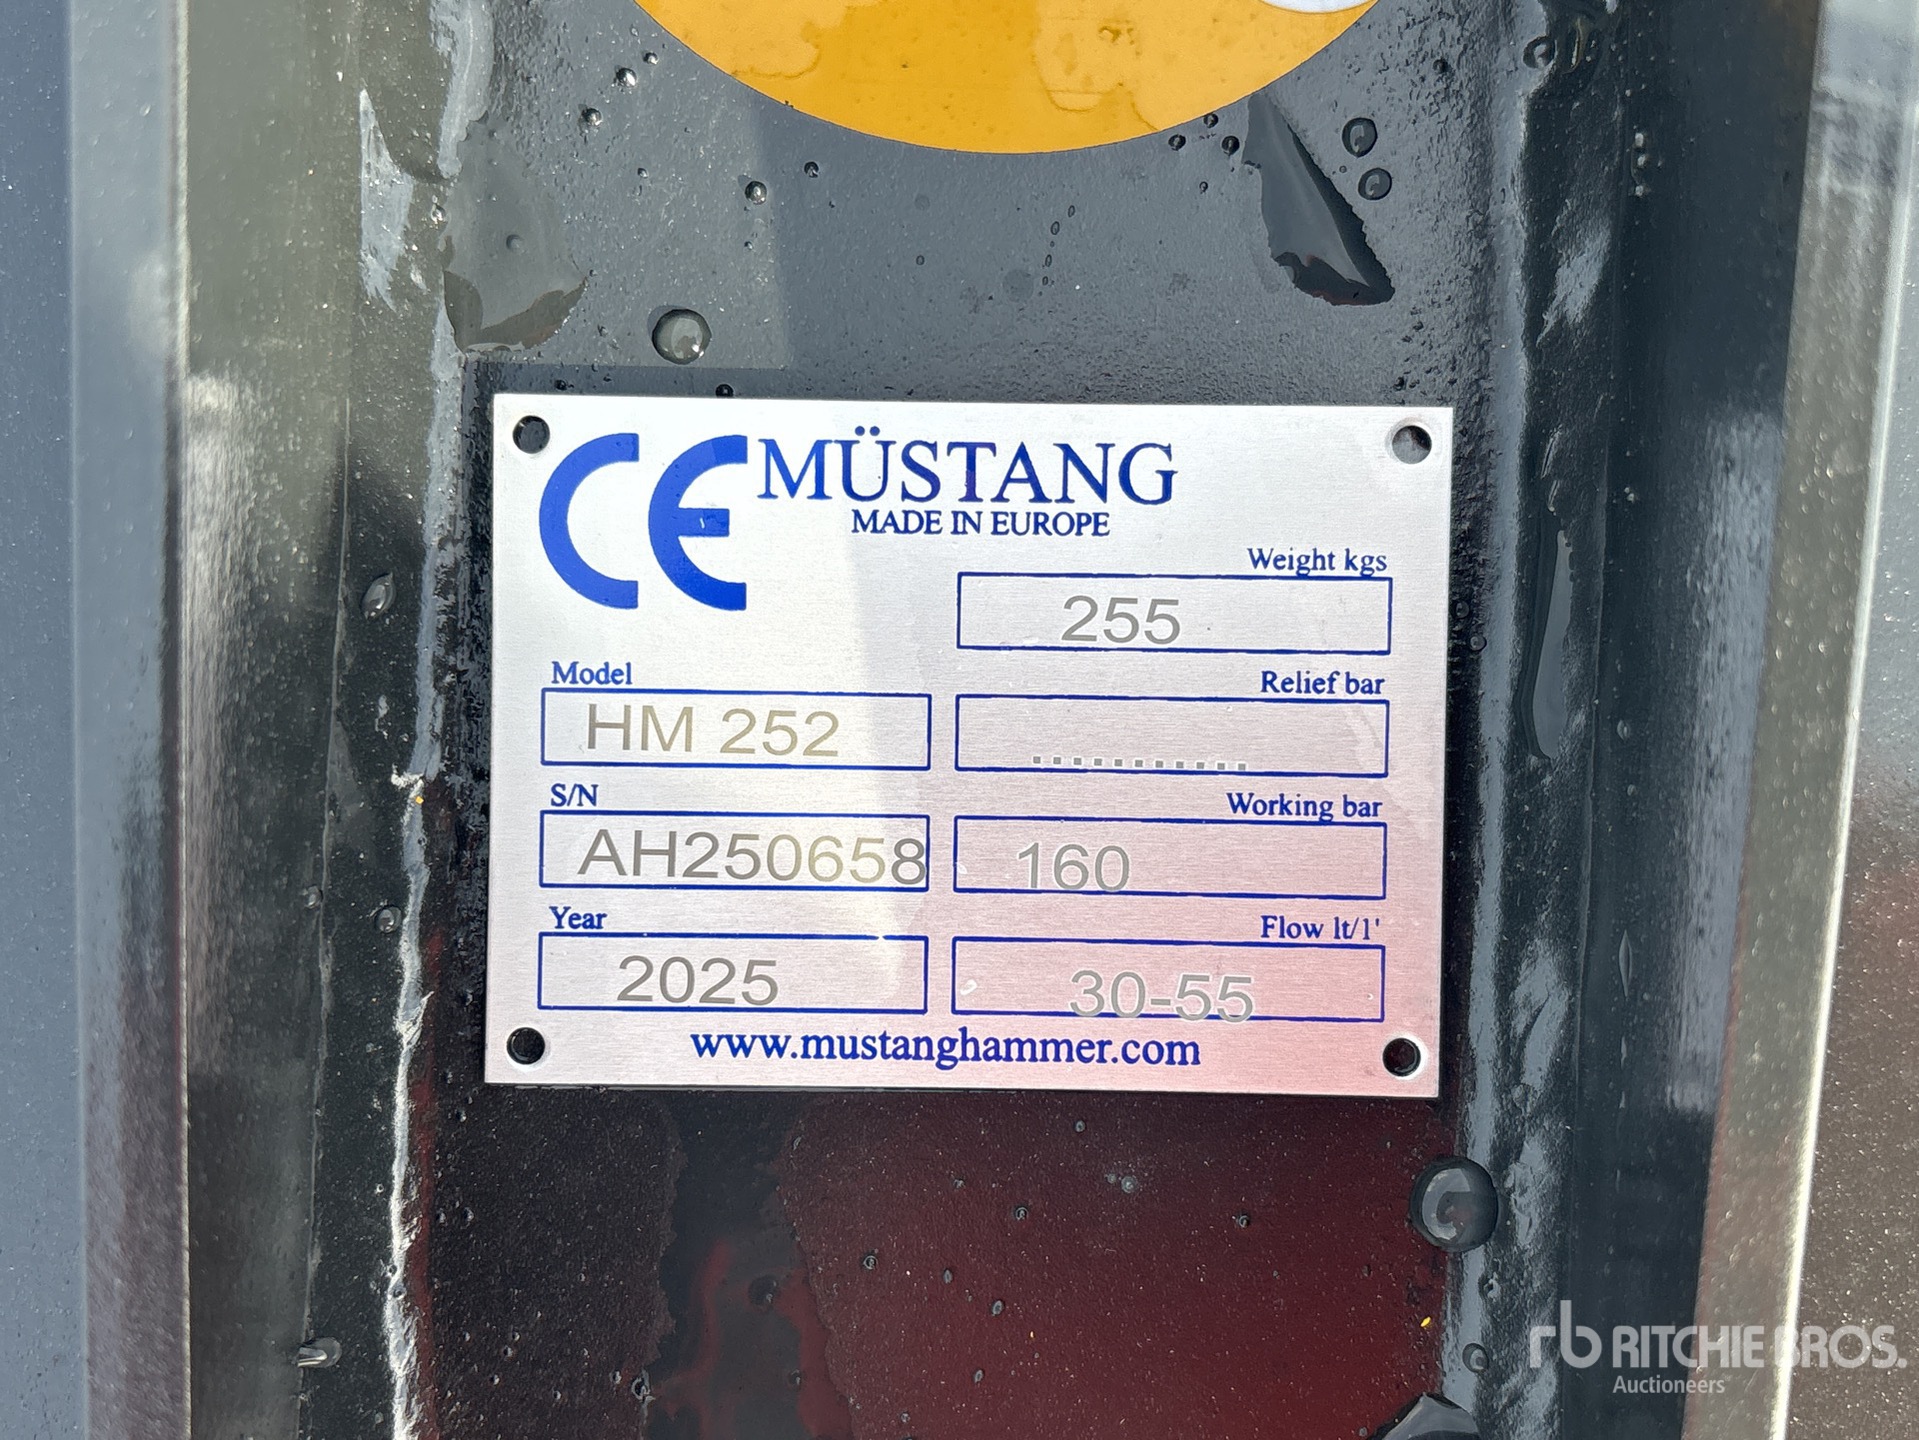 CE MÜSTANG
MADE IN EUROPE
Weight kgs
255
Model
HM 252
Relief bar
...........
S/N
AH250658
Working bar
160
Year
2025
Flow lt/1'
30-55
www.mustanghammer.com
rb RITCHIE BROS.
Auctioneers